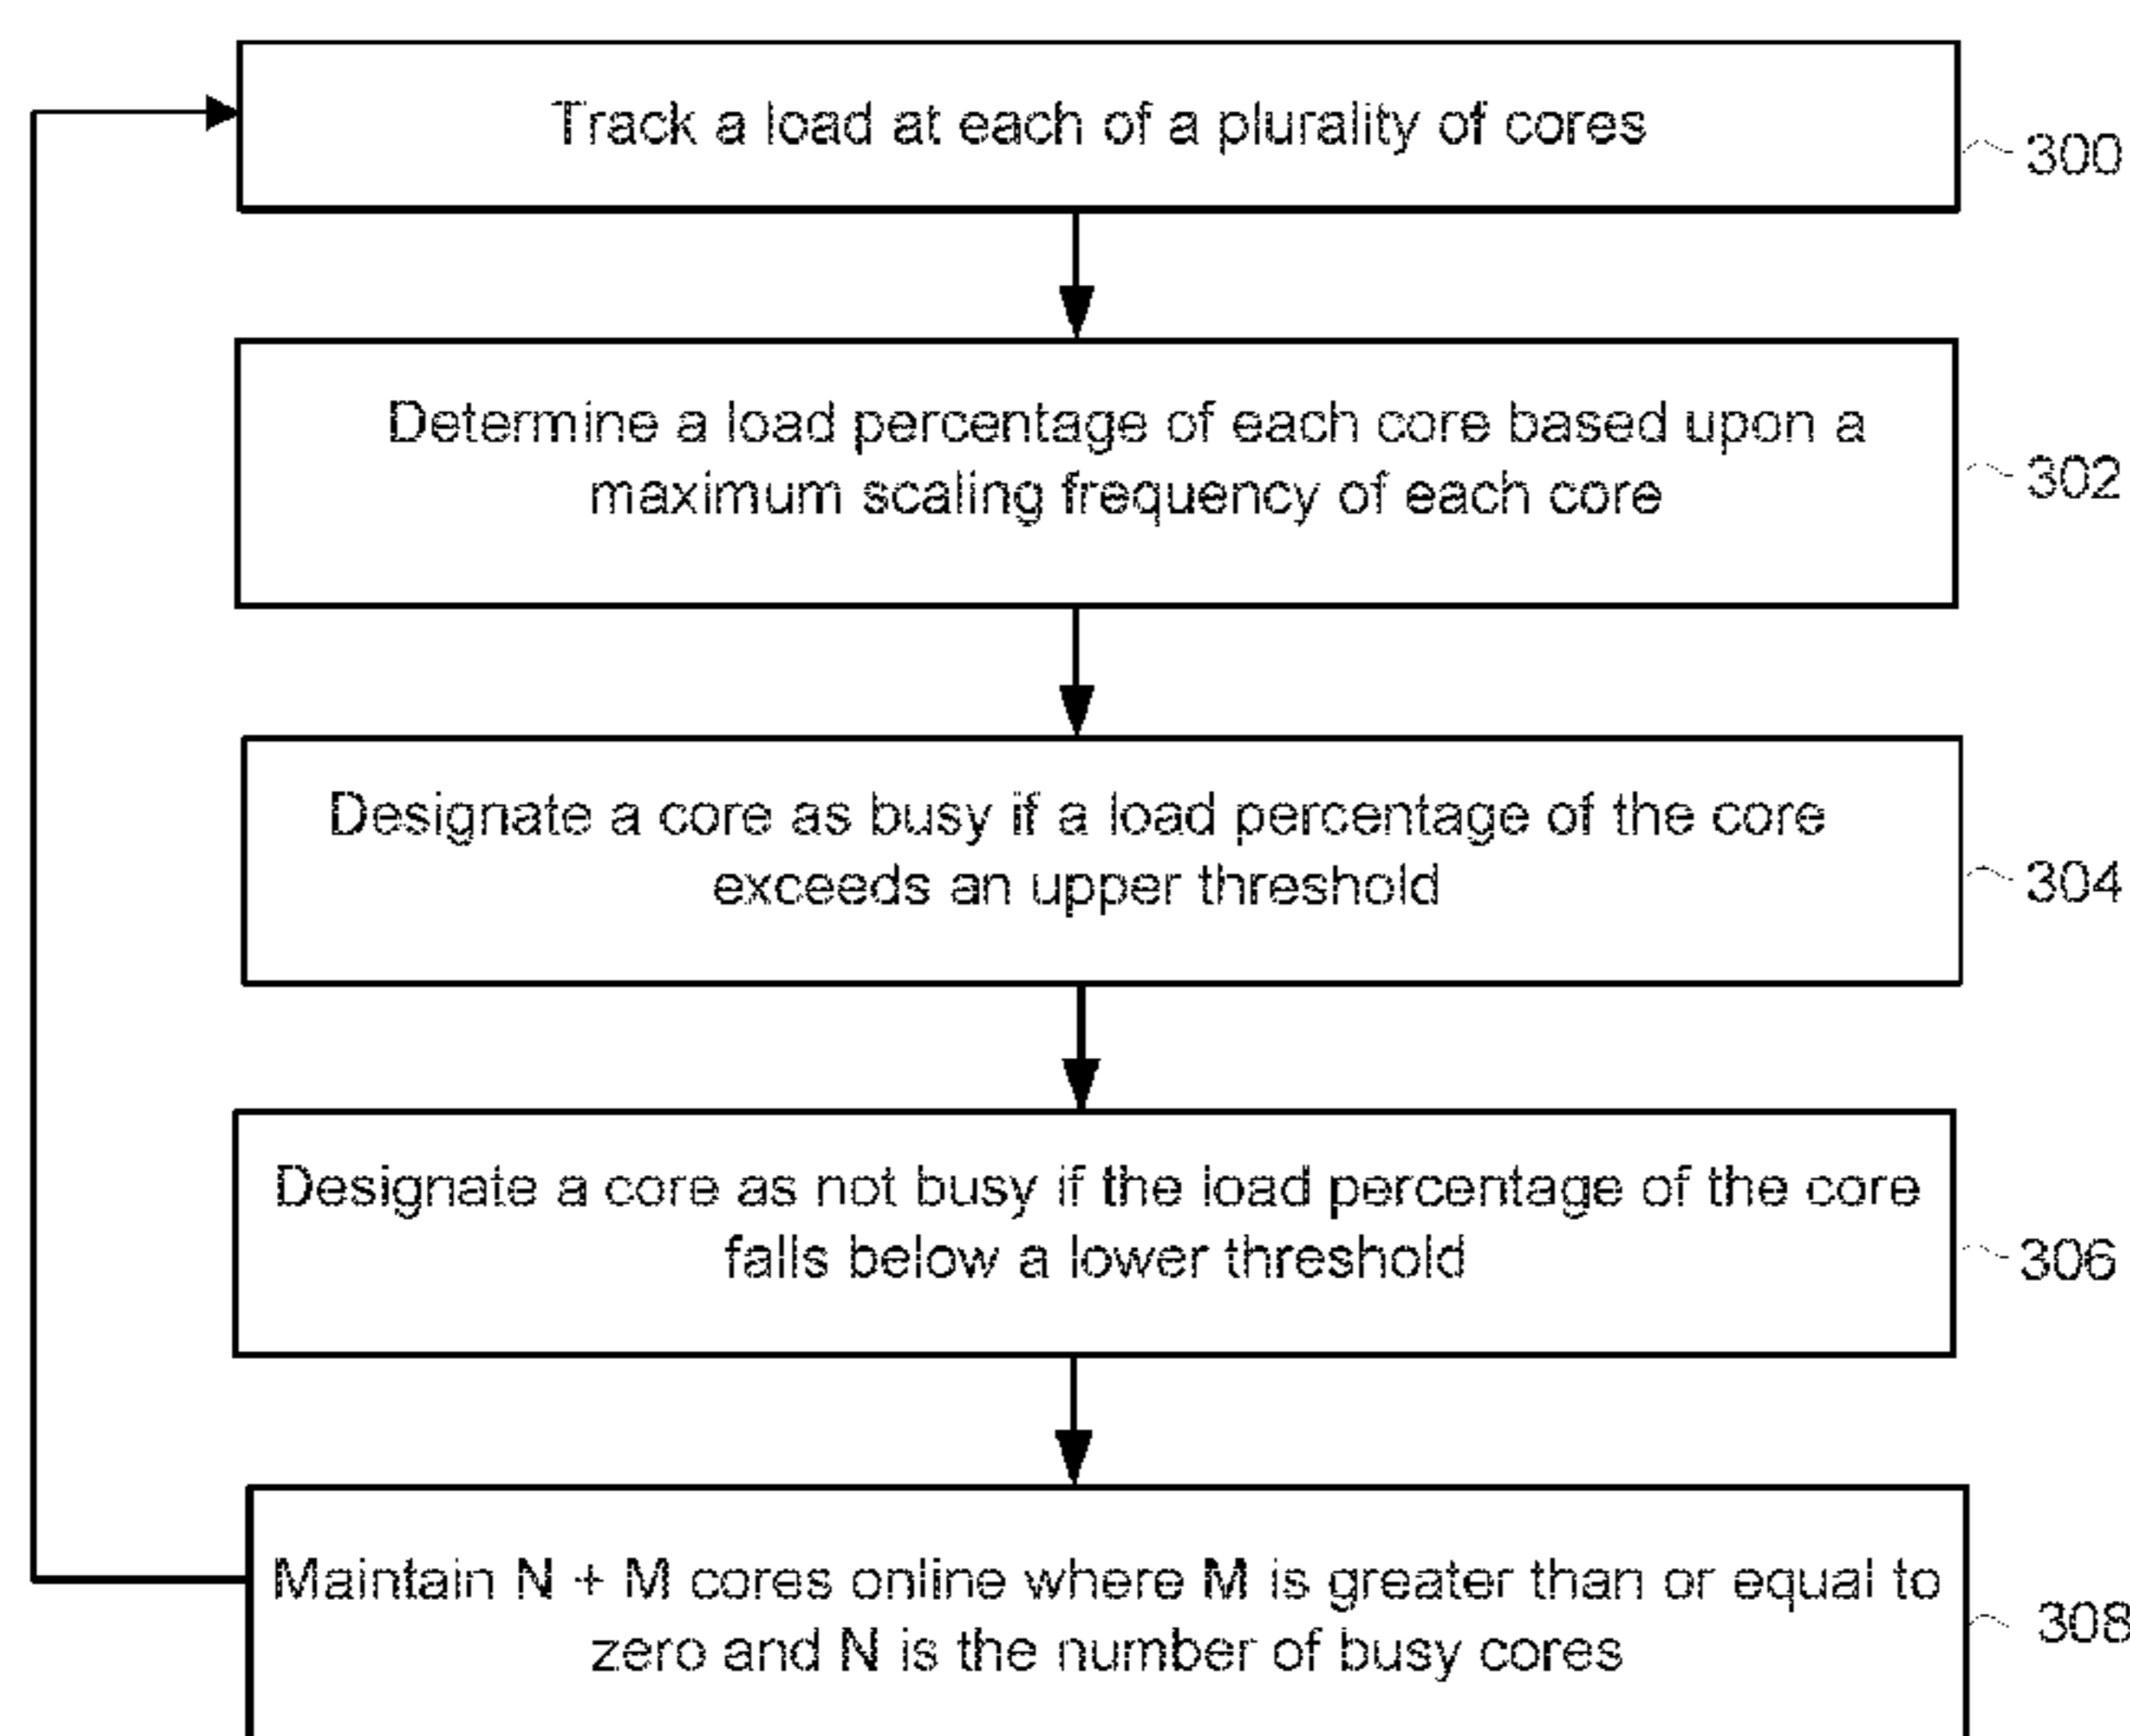 Track a load at each of a plurality of cores
300
Determine a load percentage of each core based upon a
maximum scaling frequency of each core
302
Designate a core as busy if a load percentage of the core
exceeds an upper threshold
304
Designate a core as not busy if the load percentage of the core
falls below a lower threshold
306
Maintain N + M cores online where M is greater than or equal to
zero and N is the number of busy cores
308